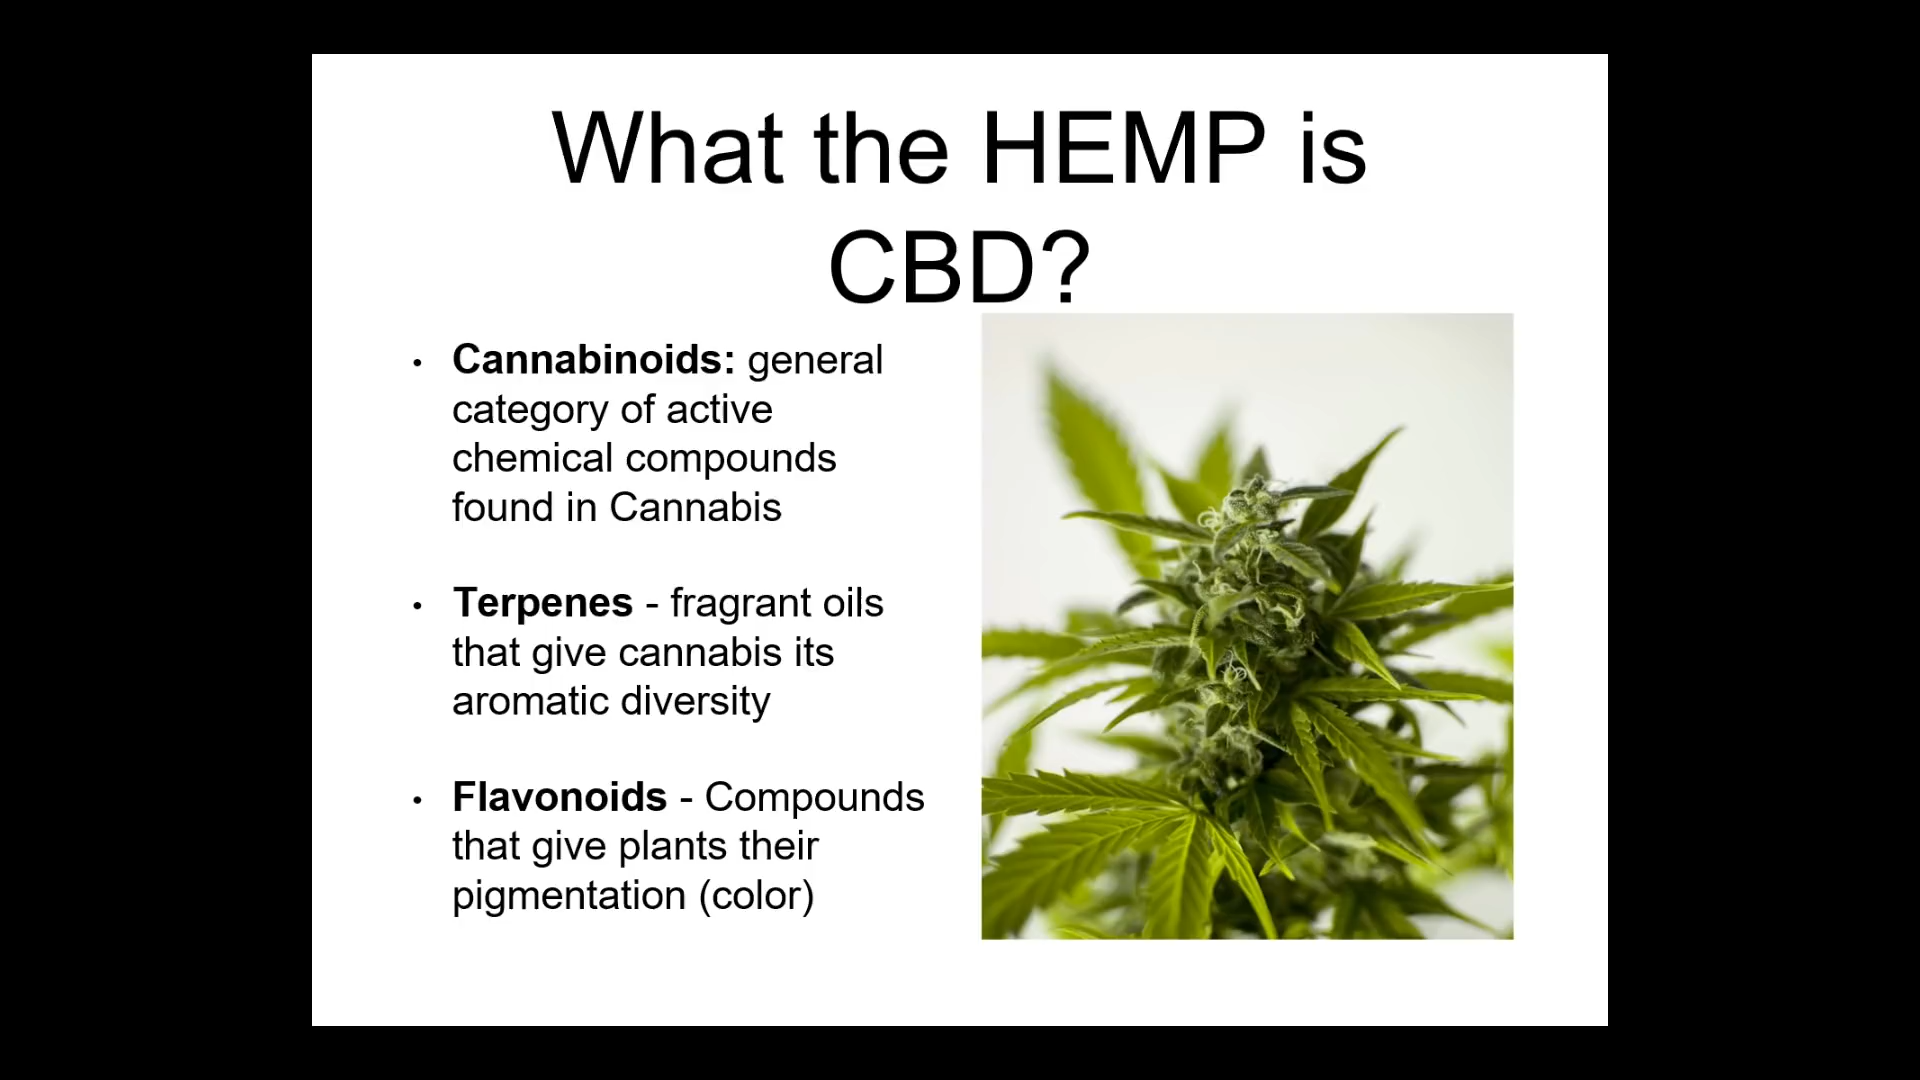 What the HEMP is
CBD?
• Cannabinoids: general
category of active
chemical compounds
found in Cannabis
• Terpenes - fragrant oils
that give cannabis its
aromatic diversity
• Flavonoids - Compounds
that give plants their
pigmentation (color)